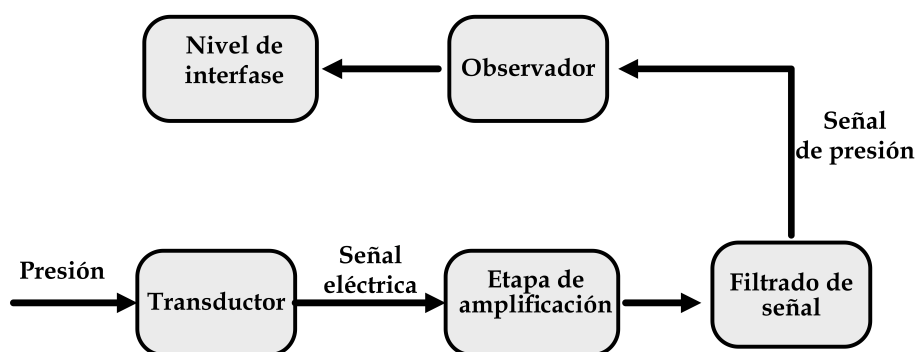 Nivel de
interfase
Observador
Señal
de presión
Presión
Transductor
Señal
eléctrica
Etapa de
amplificación
Filtrado de
señal